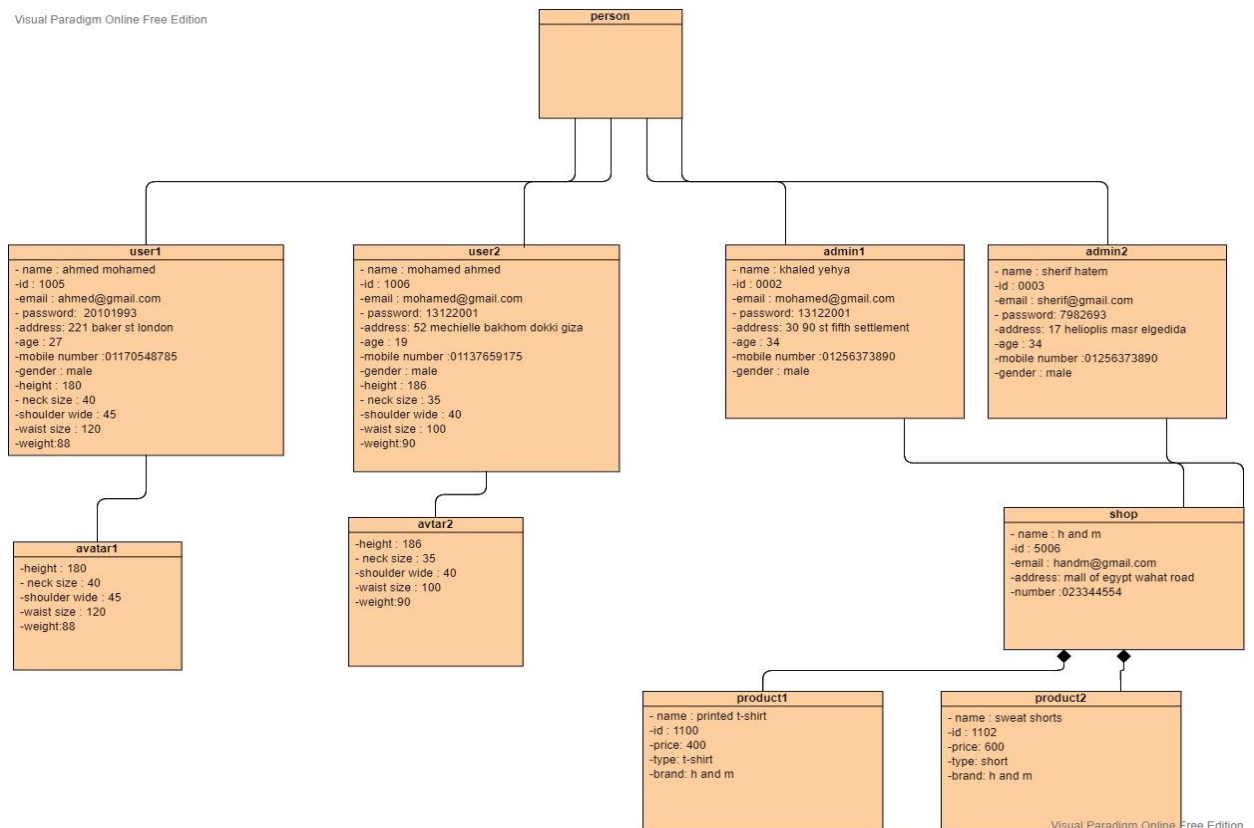 Visual Paradigm Online Free Edition
person
user1
- name : ahmed mohamed
-id : 1005
-email : ahmed@gmail.com
- password:  20101993
-address: 221 baker st london
-age : 27
-mobile number :01170548785
-gender : male
-height : 180
- neck size : 40
-shoulder wide : 45
-waist size : 120
-weight:88
user2
- name : mohamed ahmed
-id : 1006
-email : mohamed@gmail.com
- password: 13122001
-address: 52 mechielle bakhom dokki giza
-age : 19
-mobile number :01137659175
-gender : male
-height : 186
- neck size : 35
-shoulder wide : 40
-waist size : 100
-weight:90
admin1
- name : khaled yehya
-id : 0002
-email : mohamed@gmail.com
- password: 13122001
-address: 30 90 st fifth settlement
-age : 34
-mobile number :01256373890
-gender : male
admin2
- name : sherif hatem
-id : 0003
-email : sherif@gmail.com
- password: 7982693
-address: 17 helioplis masr elgedida
-age : 34
-mobile number :01256373890
-gender : male
avatar1
-height : 180
- neck size : 40
-shoulder wide : 45
-waist size : 120
-weight:88
avtar2
-height : 186
- neck size : 35
-shoulder wide : 40
-waist size : 100
-weight:90
shop
- name : h and m
-id : 5006
-email : handm@gmail.com
-address: mall of egypt wahat road
-number :023344554
product1
- name : printed t-shirt
-id : 1100
-price: 400
-type: t-shirt
-brand: h and m
product2
- name : sweat shorts
-id : 1102
-price: 600
-type: short
-brand: h and m
Visual Paradigm Online Free Edition